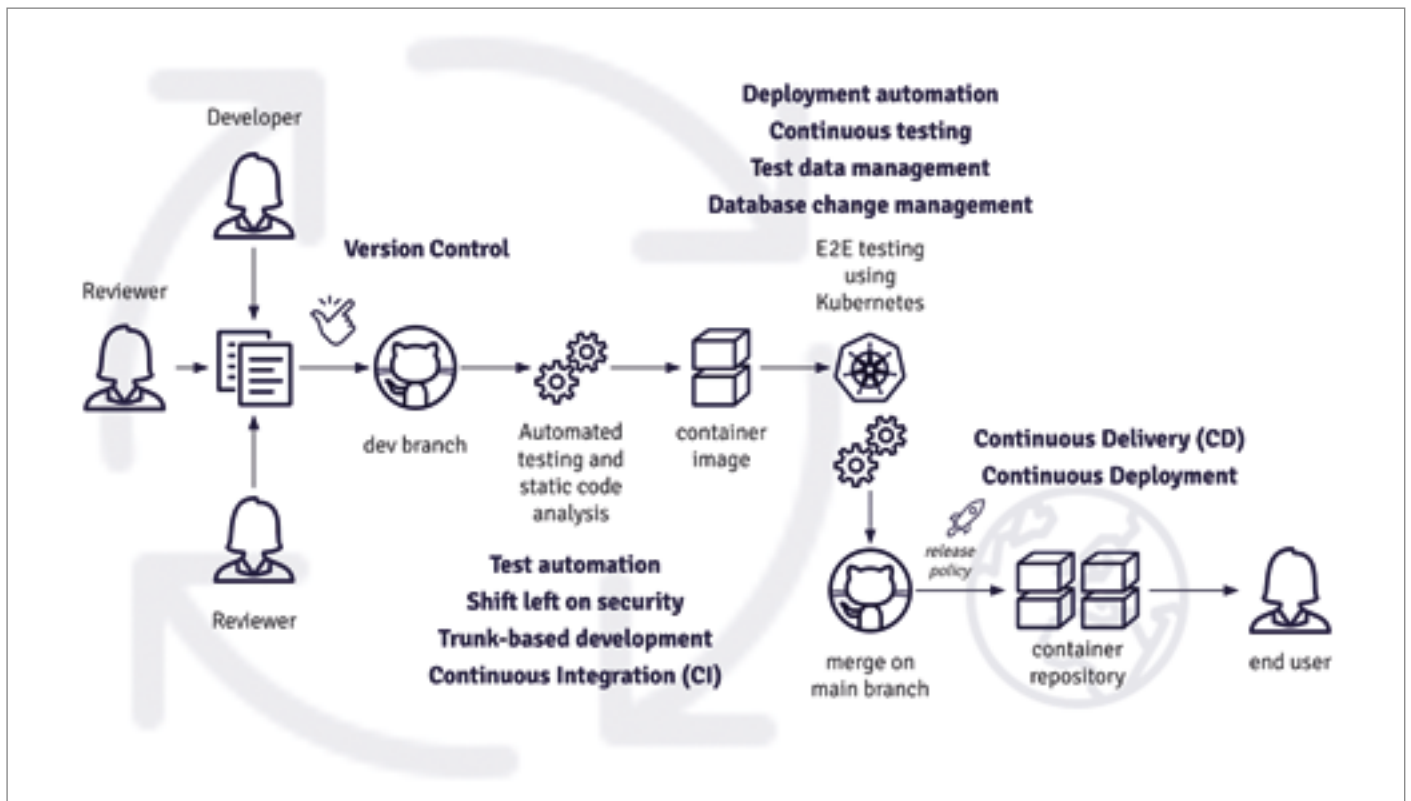 Developer
Reviewer
Reviewer
Version Control
dev branch
Automated
testing and
static code
analysis
Test automation
Shift left on security
Trunk-based development
Continuous Integration (CI)
container
image
Deployment automation
Continuous testing
Test data management
Database change management
E2E testing
using
Kubernetes
merge on
main branch
Continuous Delivery (CD)
Continuous Deployment
release
policy
container
repository
end user